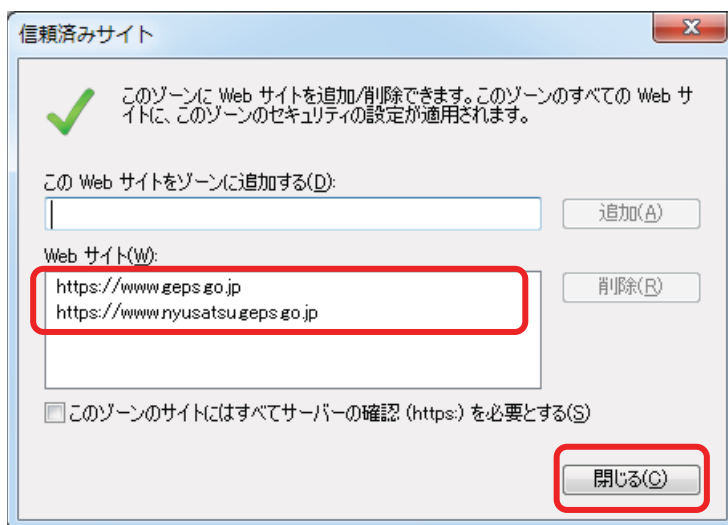 信頼済みサイト
このゾーンに Web サイトを追加/削除できます。このゾーンのすべての Web サ
イトに、このゾーンのセキュリティの設定が適用されます。
この Web サイトをゾーンに追加する(D):
追加(A)
Web サイト(W):
https://www.geps.go.jp
https://www.nyusatsu.geps.go.jp
削除(R)
このゾーンのサイトにはすべてサーバーの確認 (https:) を必要とする(S)
閉じる(C)